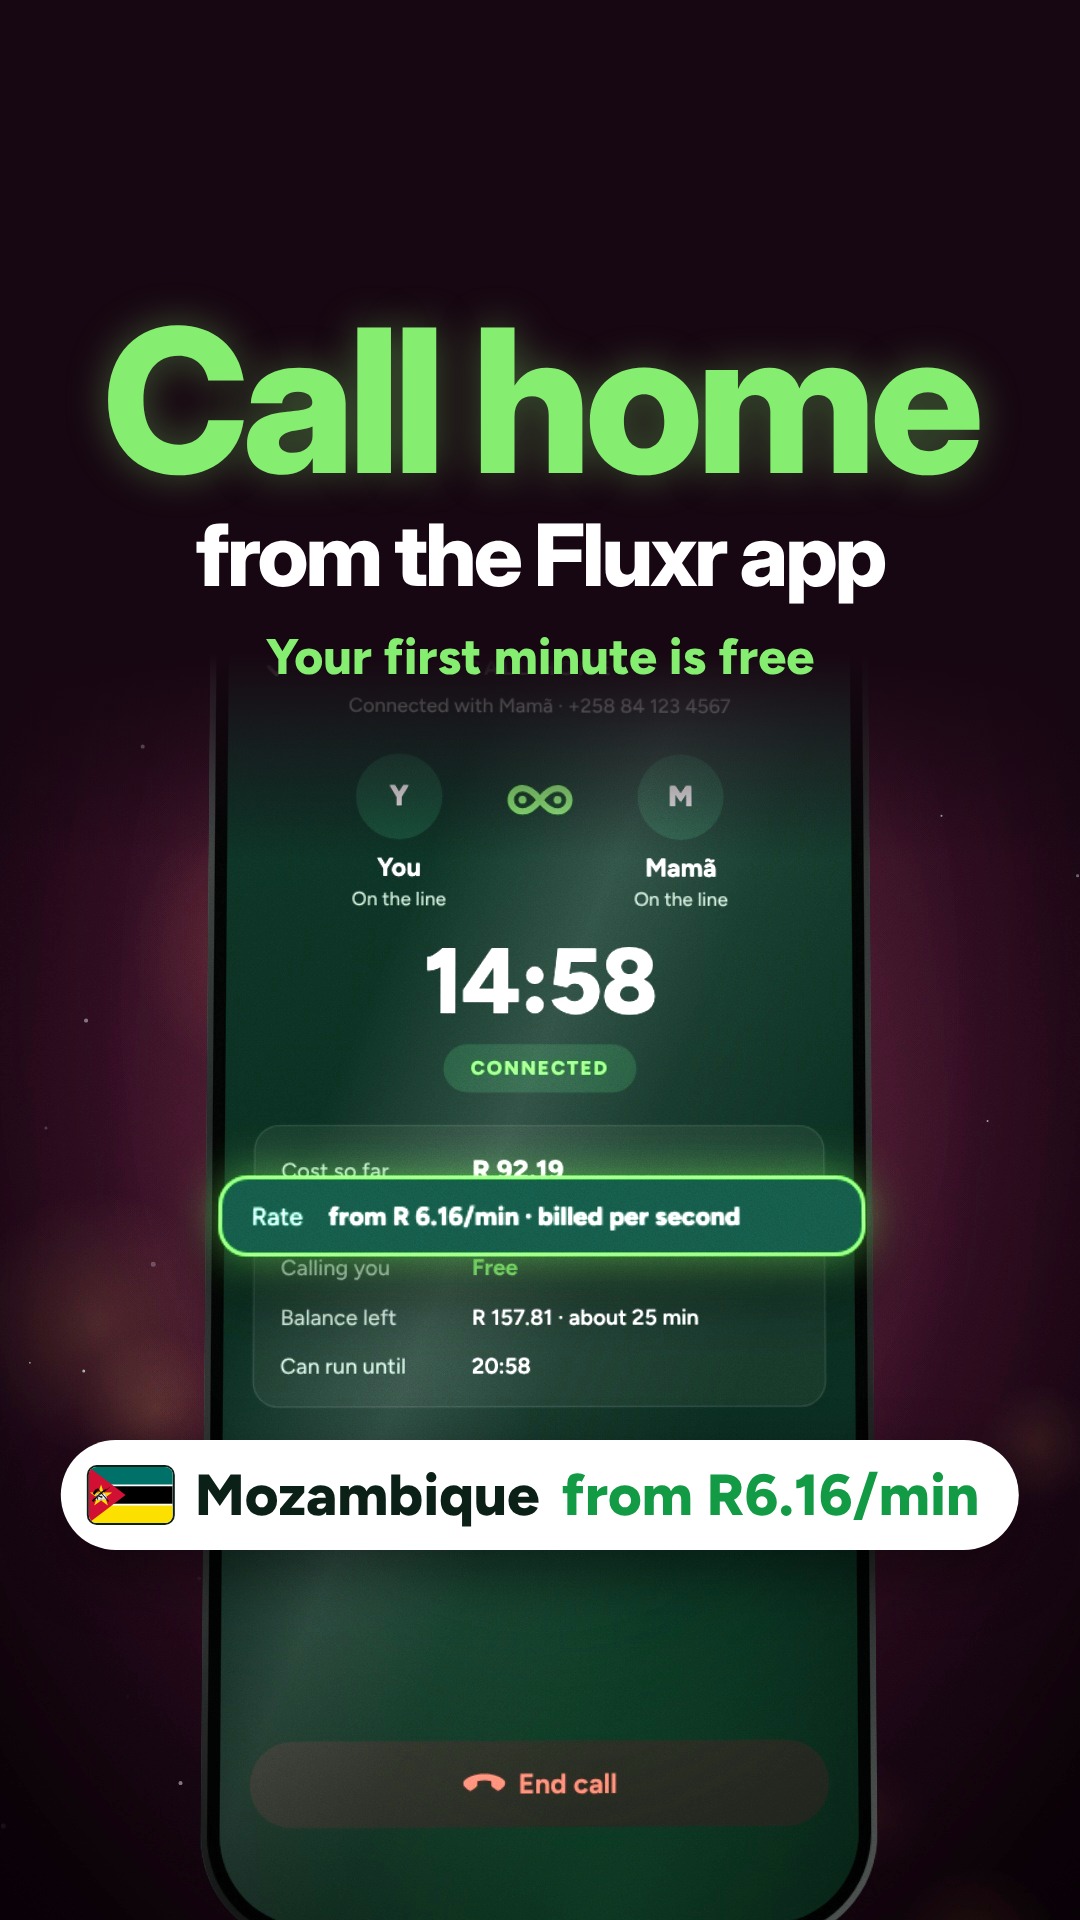 Call home
from the Fluxr app
Your first minute is free
Connected with Mamã · +258 84 123 4567
Y
M
You
Mamã
On the line
On the line
14:58
CONNECTED
Cost so far R 92.19
Rate from R 6.16/min · billed per second
Calling you Free
Balance left R 157.81 · about 25 min
Can run until 20:58
Mozambique from R6.16/min
End call